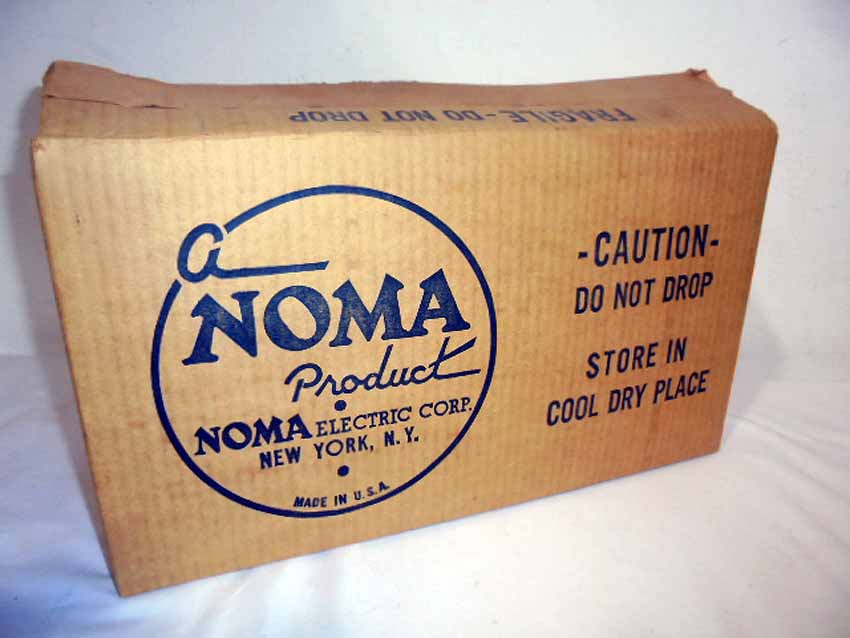 FRAGILE-DO NOT DROP
a
NOMA
Product
NOMA ELECTRIC CORP.
NEW YORK, N.Y.
MADE IN U.S.A.
-CAUTION-
DO NOT DROP
STORE IN
COOL DRY PLACE